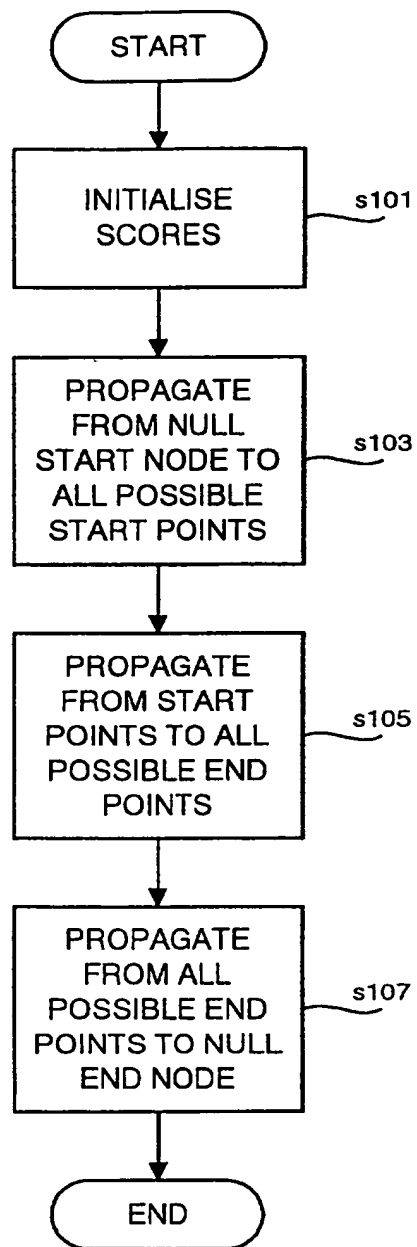 START
INITIALISE
SCORES
s101
PROPAGATE
FROM NULL
START NODE TO
ALL POSSIBLE
START POINTS
s103
PROPAGATE
FROM START
POINTS TO ALL
POSSIBLE END
POINTS
s105
PROPAGATE
FROM ALL
POSSIBLE END
POINTS TO NULL
END NODE
s107
END